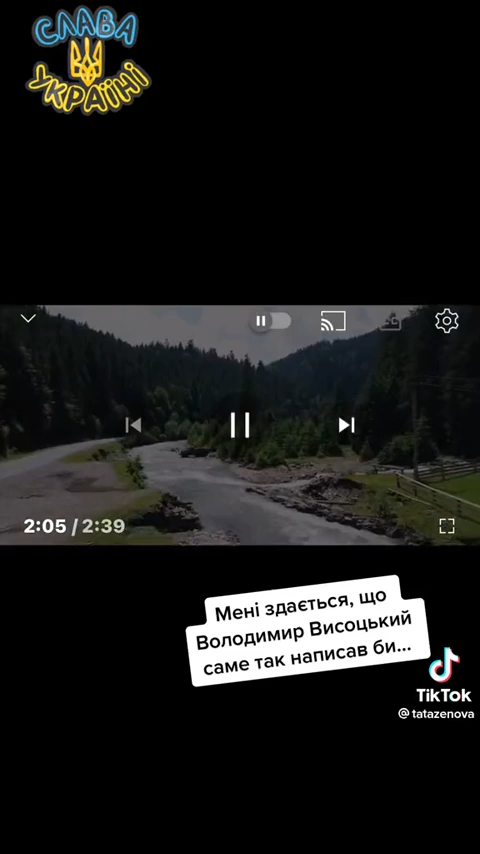 СЛАВА
УКРАЇНІ
2:05 / 2:39
Мені здається, що
Володимир Висоцький
саме так написав би...
TikTok
@tatazenova